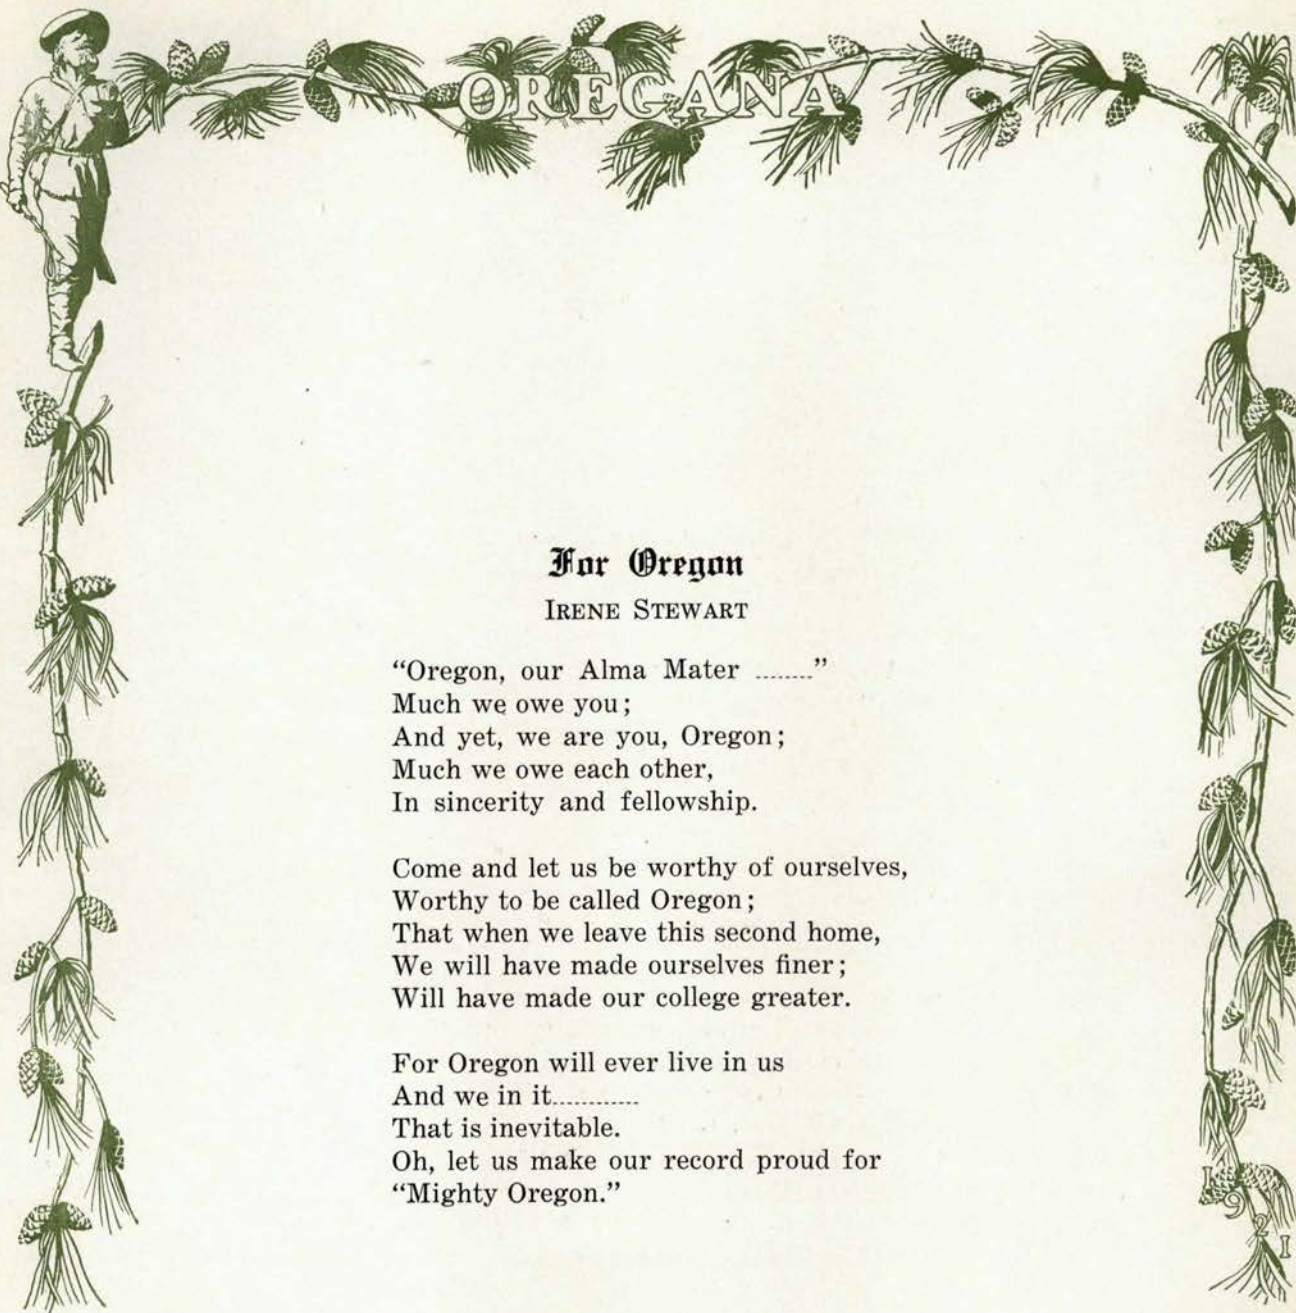 OREGANA
For Oregon
IRENE STEWART
“Oregon, our Alma Mater ........”
Much we owe you;
And yet, we are you, Oregon;
Much we owe each other,
In sincerity and fellowship.
Come and let us be worthy of ourselves,
Worthy to be called Oregon;
That when we leave this second home,
We will have made ourselves finer;
Will have made our college greater.
For Oregon will ever live in us
And we in it............
That is inevitable.
Oh, let us make our record proud for
“Mighty Oregon.”
1921